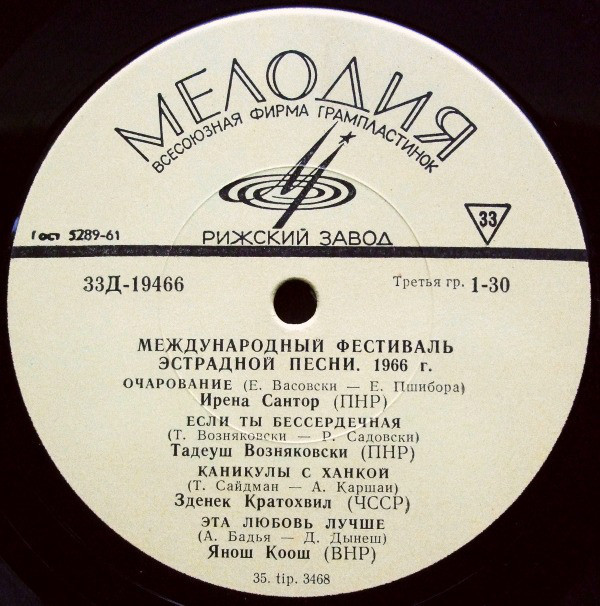 МЕЛОДИЯ
ВСЕСОЮЗНАЯ ФИРМА ГРАМПЛАСТИНОК
33
ГОСТ 5289-61
РИЖСКИЙ ЗАВОД
33Д-19466
Третья гр. 1-30
МЕЖДУНАРОДНЫЙ ФЕСТИВАЛЬ
ЭСТРАДНОЙ ПЕСНИ. 1966 г.
ОЧАРОВАНИЕ (Е. Васовски — Е. Пшибора)
Ирена Сантор (ПНР)
ЕСЛИ ТЫ БЕССЕРДЕЧНАЯ
(Т. Возняковски — Р. Садовски)
Тадеуш Возняковски (ПНР)
КАНИКУЛЫ С ХАНКОЙ
(Т. Сайдман — А. Каршаи)
Зденек Кратохвил (ЧССР)
ЭТА ЛЮБОВЬ ЛУЧШЕ
(А. Бадья — Д. Дынеш)
Янош Коош (ВНР)
35. tip. 3468